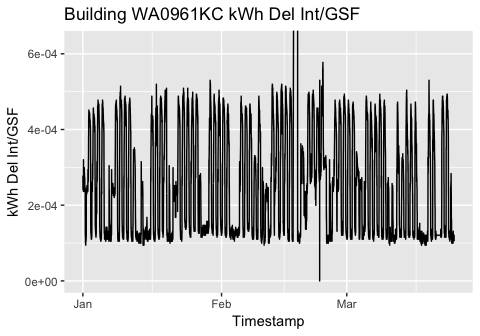 Building WA0961KC kWh Del Int/GSF
kWh Del Int/GSF
6e-04
4e-04
2e-04
0e+00
Jan
Feb
Mar
Timestamp